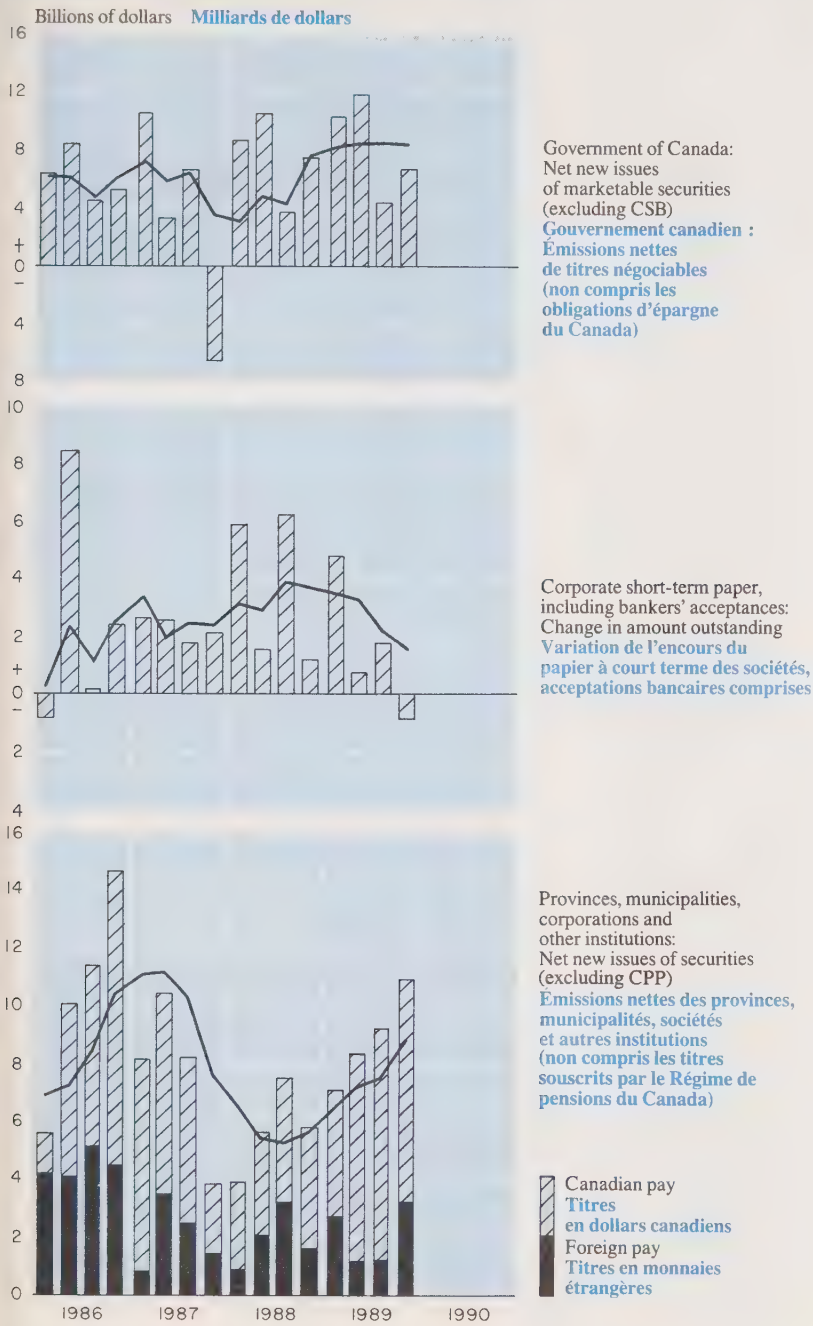 Billions of dollars Milliards de dollars
16
12
8
4
+
0
−
4
8
Government of Canada:
Net new issues
of marketable securities
(excluding CSB)
Gouvernement canadien :
Émissions nettes
de titres négociables
(non compris les
obligations d'épargne
du Canada)
10
8
6
4
2
+
0
−
2
4
Corporate short-term paper,
including bankers' acceptances:
Change in amount outstanding
Variation de l'encours du
papier à court terme des sociétés,
acceptations bancaires comprises
16
14
12
10
8
6
4
2
0
Provinces, municipalities,
corporations and
other institutions:
Net new issues of securities
(excluding CPP)
Émissions nettes des provinces,
municipalités, sociétés
et autres institutions
(non compris les titres
souscrits par le Régime de
pensions du Canada)
Canadian pay
Titres
en dollars canadiens
Foreign pay
Titres en monnaies
étrangères
1986 1987 1988 1989 1990